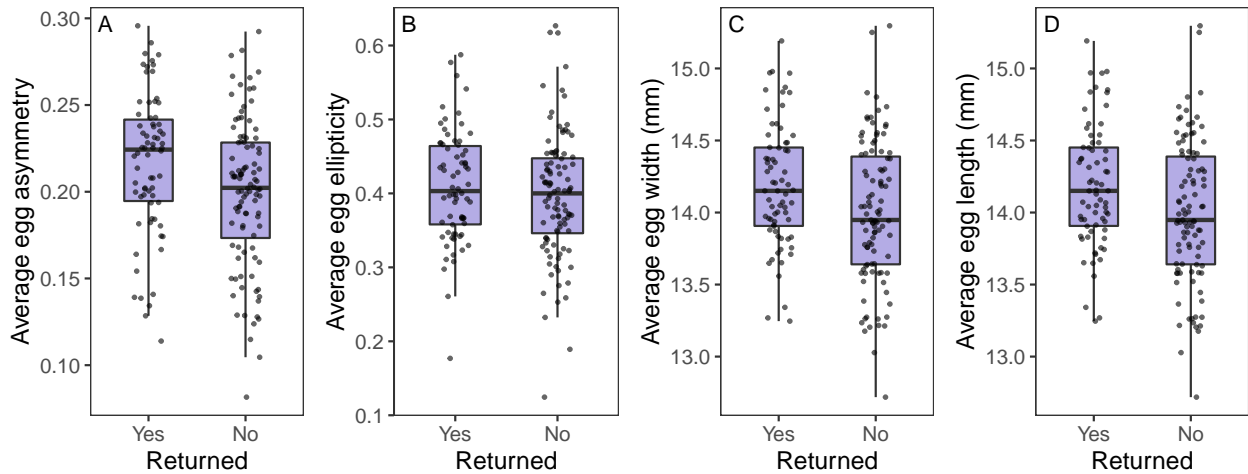 A
Average egg asymmetry
0.30
0.25
0.20
0.15
0.10
Yes No
Returned
B
Average egg ellipticity
0.6
0.5
0.4
0.3
0.2
0.1
Yes No
Returned
C
Average egg width (mm)
15.0
14.5
14.0
13.5
13.0
Yes No
Returned
D
Average egg length (mm)
15.0
14.5
14.0
13.5
13.0
Yes No
Returned